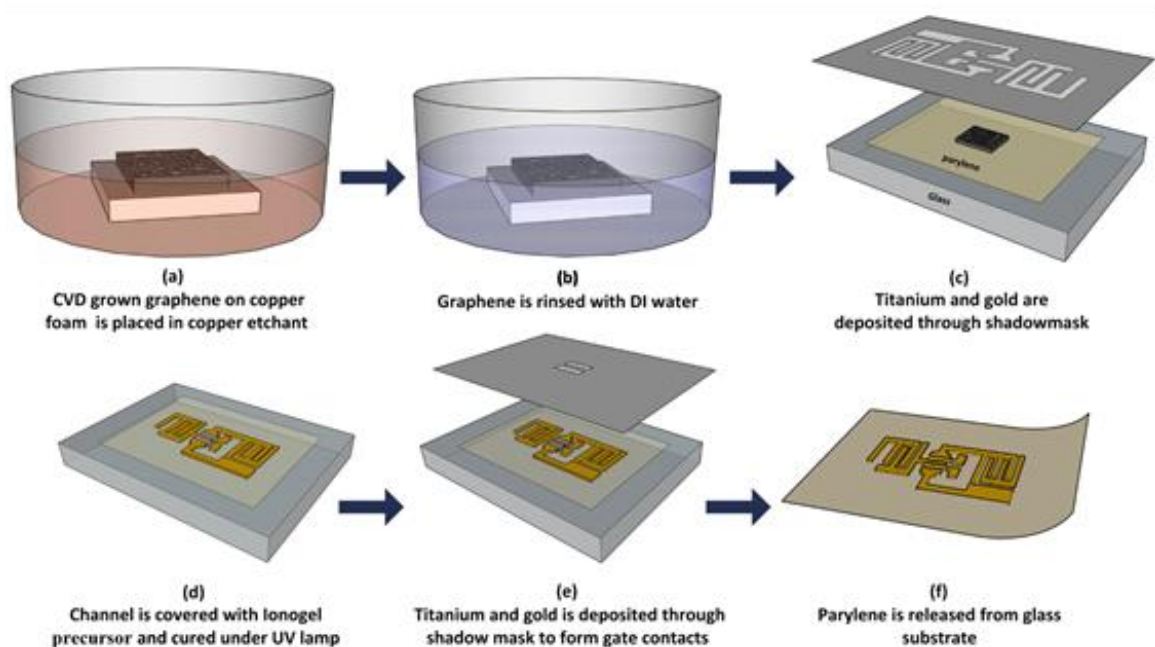 parylene
Glass
(a)
CVD grown graphene on copper
foam is placed in copper etchant
(b)
Graphene is rinsed with DI water
(c)
Titanium and gold are
deposited through shadowmask
(d)
Channel is covered with Ionogel
precursor and cured under UV lamp
(e)
Titanium and gold is deposited through
shadow mask to form gate contacts
(f)
Parylene is released from glass
substrate